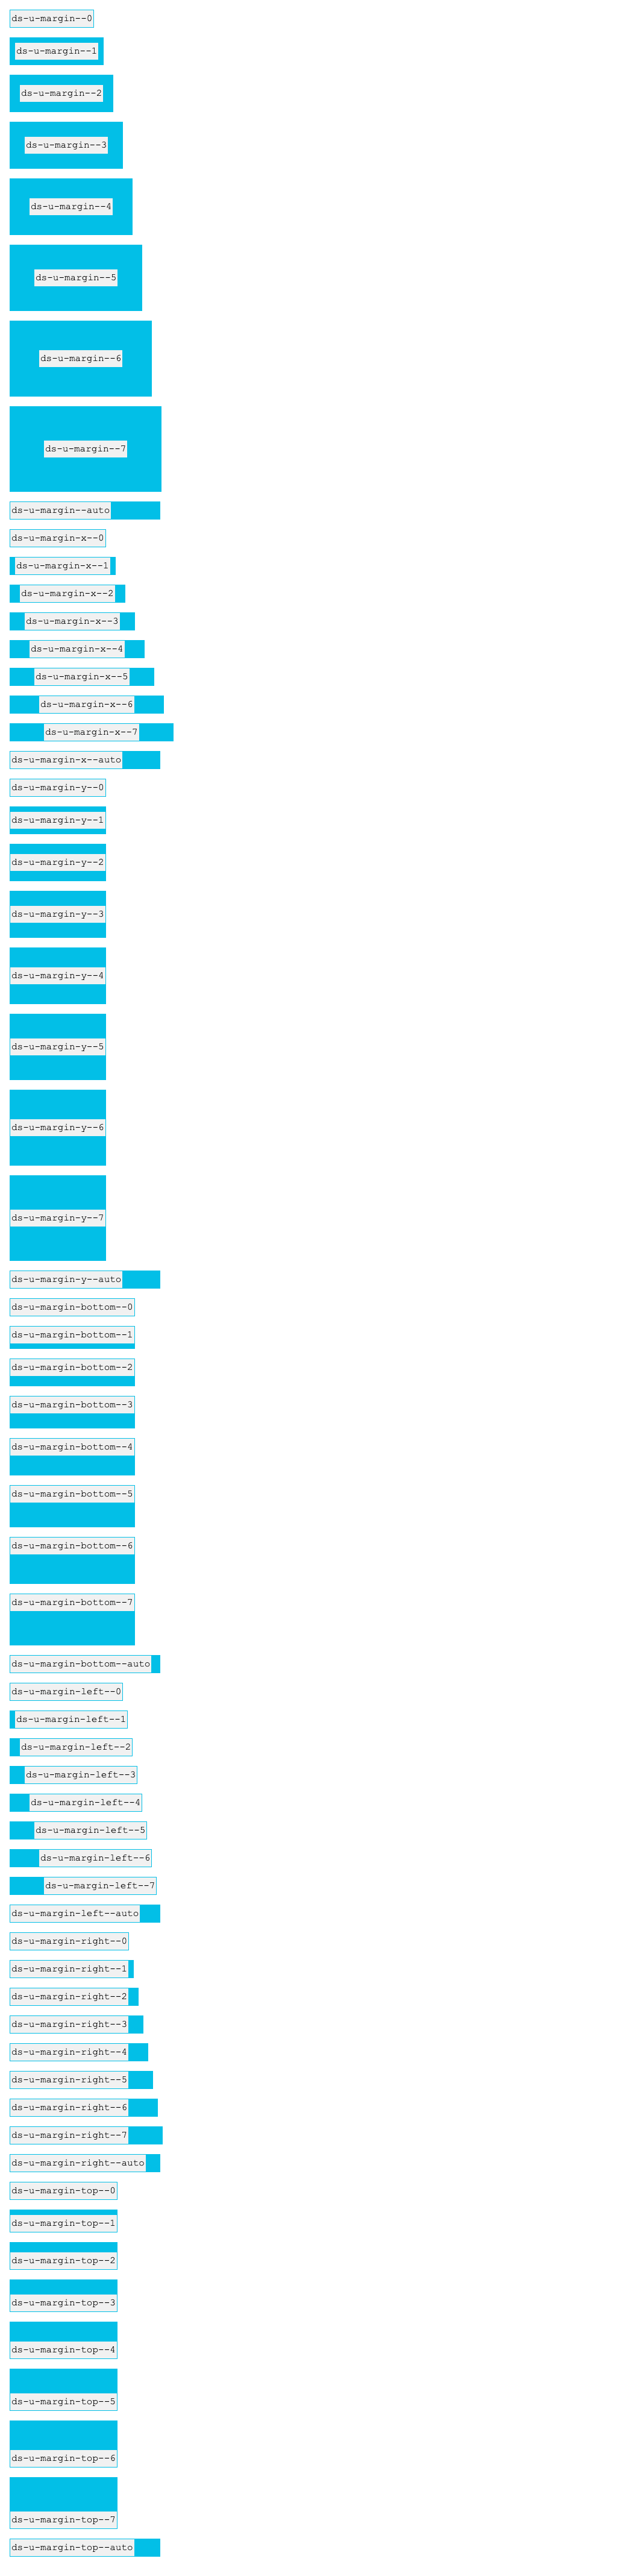 ds-u-margin--0
ds-u-margin--1
ds-u-margin--2
ds-u-margin--3
ds-u-margin--4
ds-u-margin--5
ds-u-margin--6
ds-u-margin--7
ds-u-margin--auto
ds-u-margin-x--0
ds-u-margin-x--1
ds-u-margin-x--2
ds-u-margin-x--3
ds-u-margin-x--4
ds-u-margin-x--5
ds-u-margin-x--6
ds-u-margin-x--7
ds-u-margin-x--auto
ds-u-margin-y--0
ds-u-margin-y--1
ds-u-margin-y--2
ds-u-margin-y--3
ds-u-margin-y--4
ds-u-margin-y--5
ds-u-margin-y--6
ds-u-margin-y--7
ds-u-margin-y--auto
ds-u-margin-bottom--0
ds-u-margin-bottom--1
ds-u-margin-bottom--2
ds-u-margin-bottom--3
ds-u-margin-bottom--4
ds-u-margin-bottom--5
ds-u-margin-bottom--6
ds-u-margin-bottom--7
ds-u-margin-bottom--auto
ds-u-margin-left--0
ds-u-margin-left--1
ds-u-margin-left--2
ds-u-margin-left--3
ds-u-margin-left--4
ds-u-margin-left--5
ds-u-margin-left--6
ds-u-margin-left--7
ds-u-margin-left--auto
ds-u-margin-right--0
ds-u-margin-right--1
ds-u-margin-right--2
ds-u-margin-right--3
ds-u-margin-right--4
ds-u-margin-right--5
ds-u-margin-right--6
ds-u-margin-right--7
ds-u-margin-right--auto
ds-u-margin-top--0
ds-u-margin-top--1
ds-u-margin-top--2
ds-u-margin-top--3
ds-u-margin-top--4
ds-u-margin-top--5
ds-u-margin-top--6
ds-u-margin-top--7
ds-u-margin-top--auto